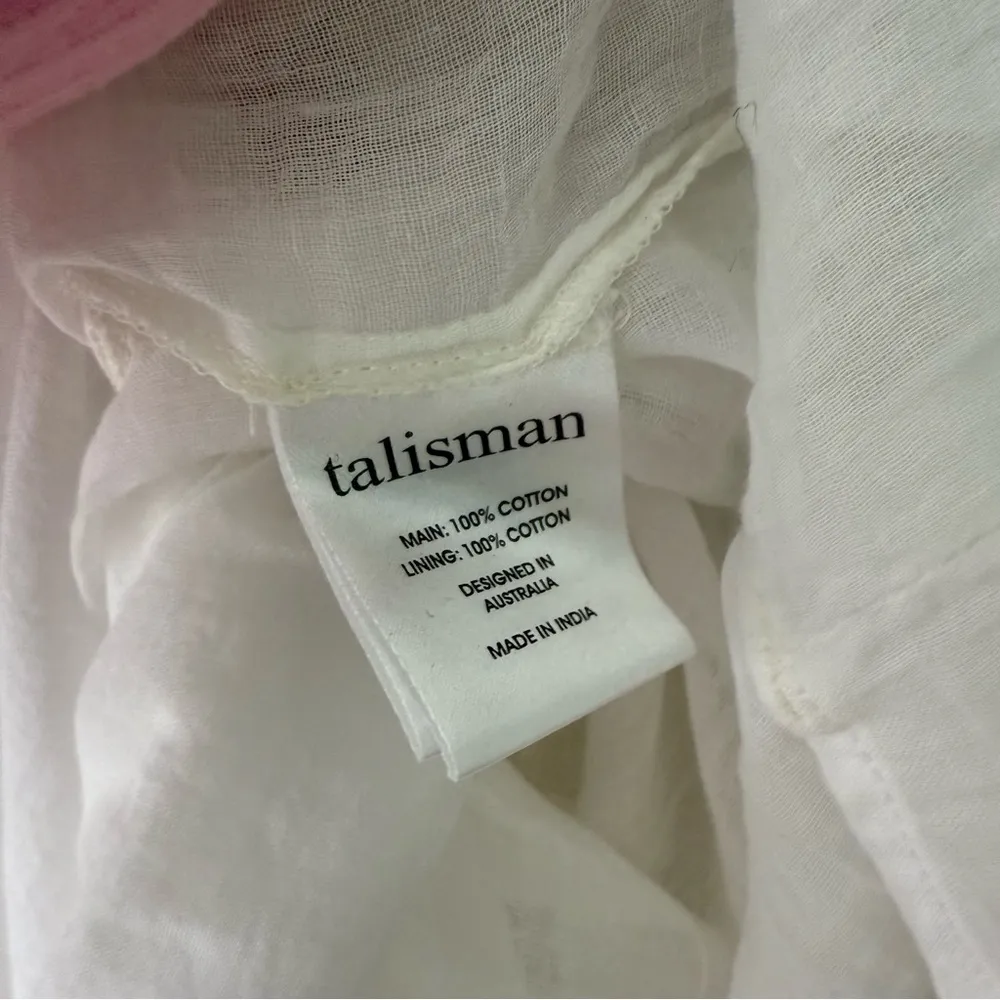 talisman
MAIN: 100% COTTON
LINING: 100% COTTON
DESIGNED IN
AUSTRALIA
MADE IN INDIA